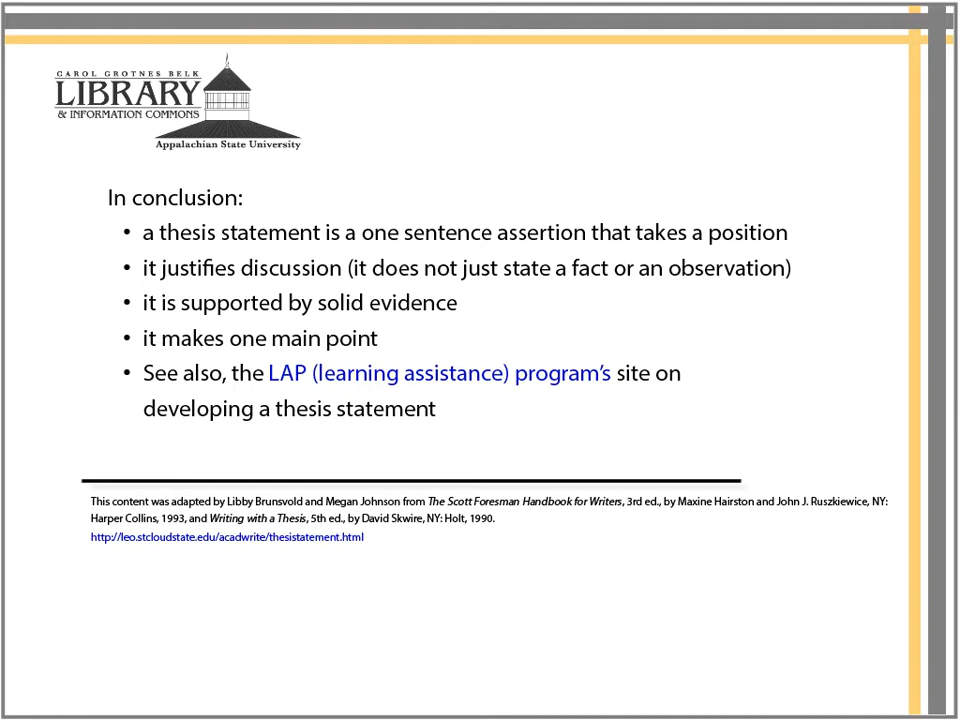 CAROL GROTNES BELK
LIBRARY
& INFORMATION COMMONS
Appalachian State University
In conclusion:
• a thesis statement is a one sentence assertion that takes a position
• it justifies discussion (it does not just state a fact or an observation)
• it is supported by solid evidence
• it makes one main point
• See also, the LAP (learning assistance) program's site on
developing a thesis statement
This content was adapted by Libby Brunsvold and Megan Johnson from The Scott Foresman Handbook for Writers, 3rd ed., by Maxine Hairston and John J. Ruszkiewice, NY:
Harper Collins, 1993, and Writing with a Thesis, 5th ed., by David Skwire, NY: Holt, 1990.
http://leo.stcloudstate.edu/acadwrite/thesistatement.html